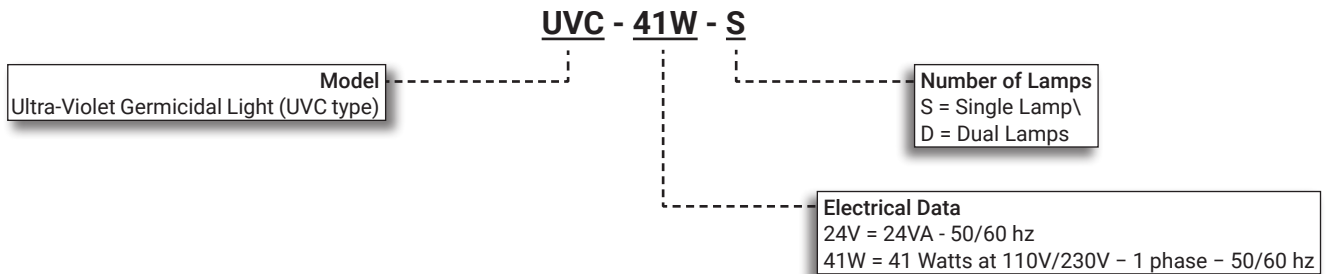 UVC - 41W - S
Model
Ultra-Violet Germicidal Light (UVC type)
Number of Lamps
S = Single Lamp\
D = Dual Lamps
Electrical Data
24V = 24VA - 50/60 hz
41W = 41 Watts at 110V/230V − 1 phase − 50/60 hz